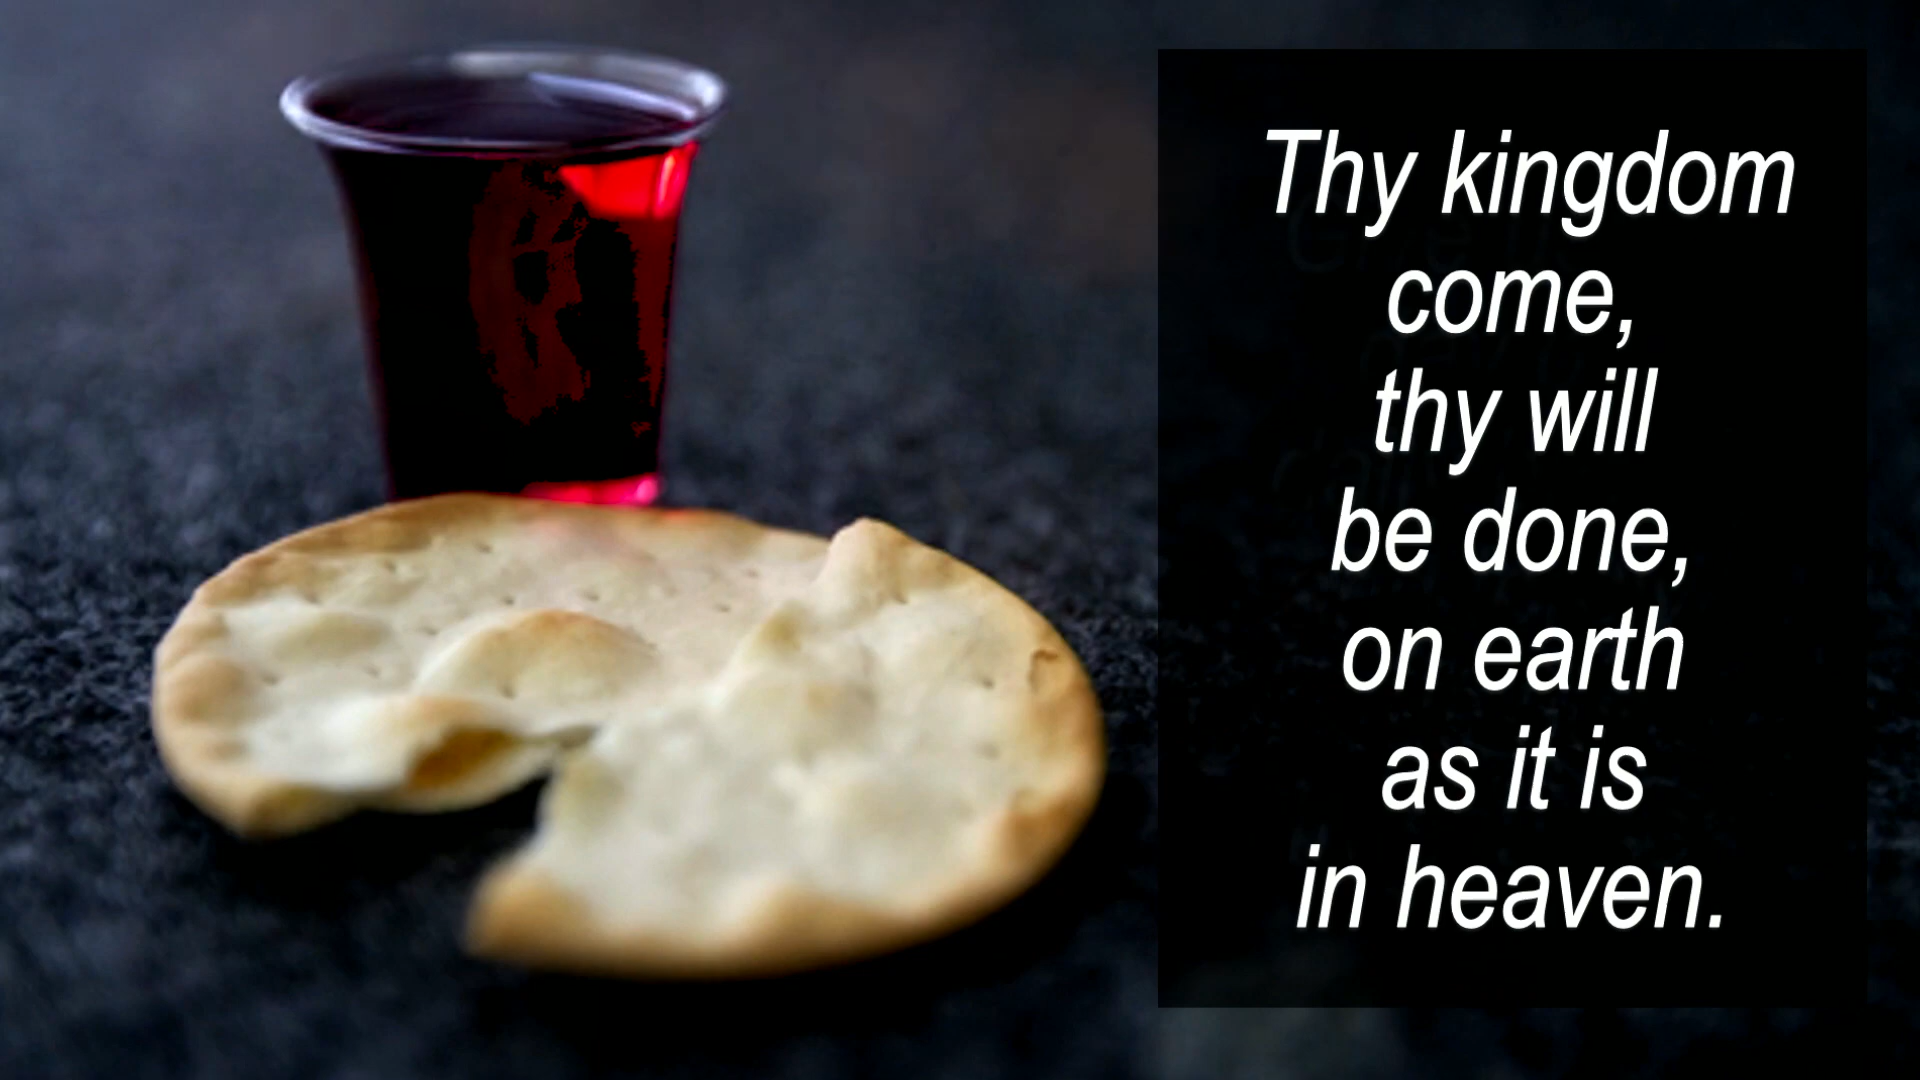 Thy kingdom
come,
thy will
be done,
on earth
as it is
in heaven.